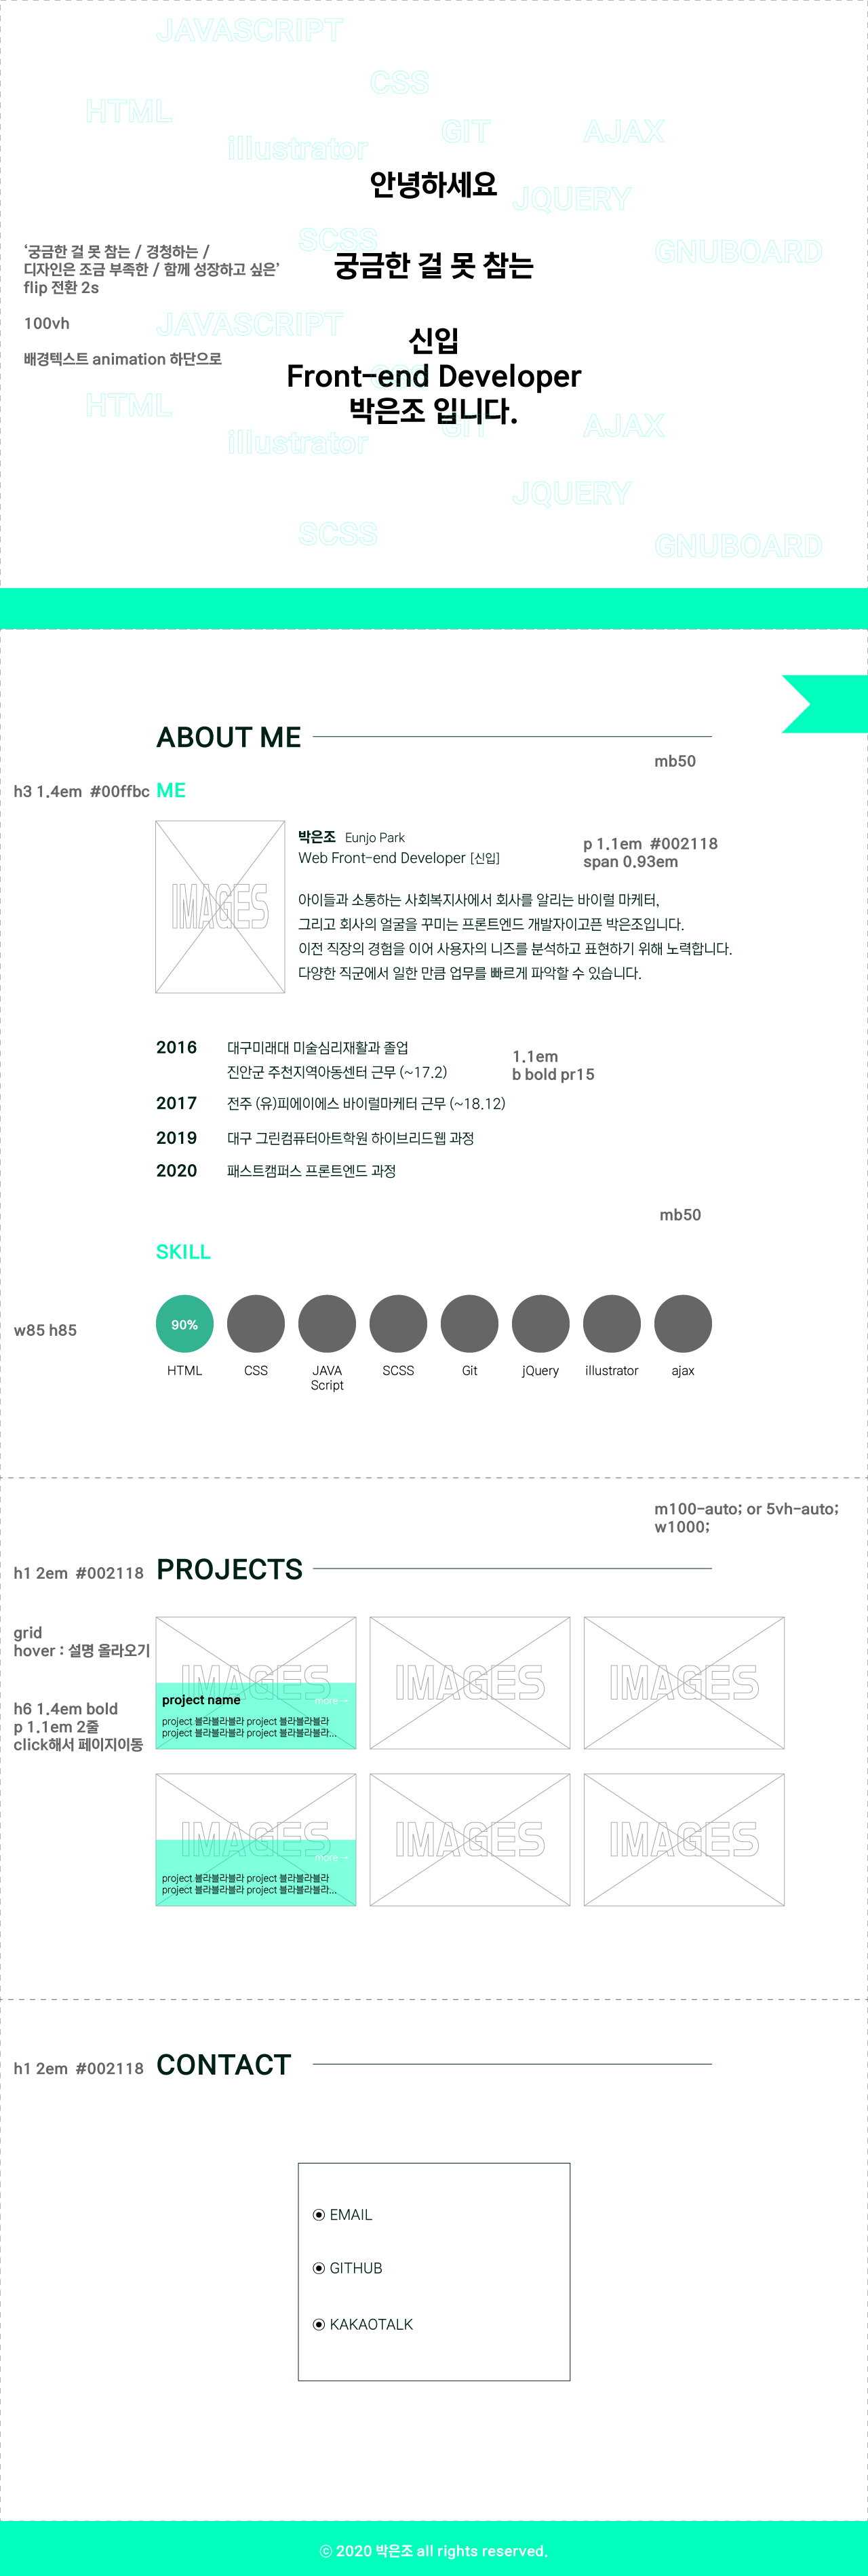 JAVASCRIPT
CSS
HTML
GIT
AJAX
illustrator
안녕하세요
JQUERY
SCSS
GNUBOARD
‘궁금한 걸 못 참는 / 경청하는 /
디자인은 조금 부족한 / 함께 성장하고 싶은’
flip 전환 2s
궁금한 걸 못 참는
100vh
JAVASCRIPT
배경텍스트 animation 하단으로
신입
Front-end Developer
박은조 입니다.
CSS
HTML
GIT
AJAX
illustrator
JQUERY
SCSS
GNUBOARD
ABOUT ME
mb50
h3 1.4em #00ffbc
ME
IMAGES
박은조 Eunjo Park
Web Front-end Developer [신입]
p 1.1em #002118
span 0.93em
아이들과 소통하는 사회복지사에서 회사를 알리는 바이럴 마케터,
그리고 회사의 얼굴을 꾸미는 프론트엔드 개발자이고픈 박은조입니다.
이전 직장의 경험을 이어 사용자의 니즈를 분석하고 표현하기 위해 노력합니다.
다양한 직군에서 일한 만큼 업무를 빠르게 파악할 수 있습니다.
2016 대구미래대 미술심리재활과 졸업
진안군 주천지역아동센터 근무 (~17.2)
1.1em
b bold pr15
2017 전주 (유)피에이에스 바이럴마케터 근무 (~18.12)
2019 대구 그린컴퓨터아트학원 하이브리드웹 과정
2020 패스트캠퍼스 프론트엔드 과정
mb50
SKILL
w85 h85
90%
HTML
CSS
JAVA
Script
SCSS
Git
jQuery
illustrator
ajax
m100-auto; or 5vh-auto;
w1000;
h1 2em #002118
PROJECTS
grid
hover : 설명 올라오기
h6 1.4em bold
p 1.1em 2줄
click해서 페이지이동
IMAGES
project name more→
project 블라블라블라 project 블라블라블라
project 블라블라블라 project 블라블라블라...
IMAGES
IMAGES
IMAGES
more →
project 블라블라블라 project 블라블라블라
project 블라블라블라 project 블라블라블라...
IMAGES
IMAGES
h1 2em #002118
CONTACT
EMAIL
GITHUB
KAKAOTALK
ⓒ 2020 박은조 all rights reserved.